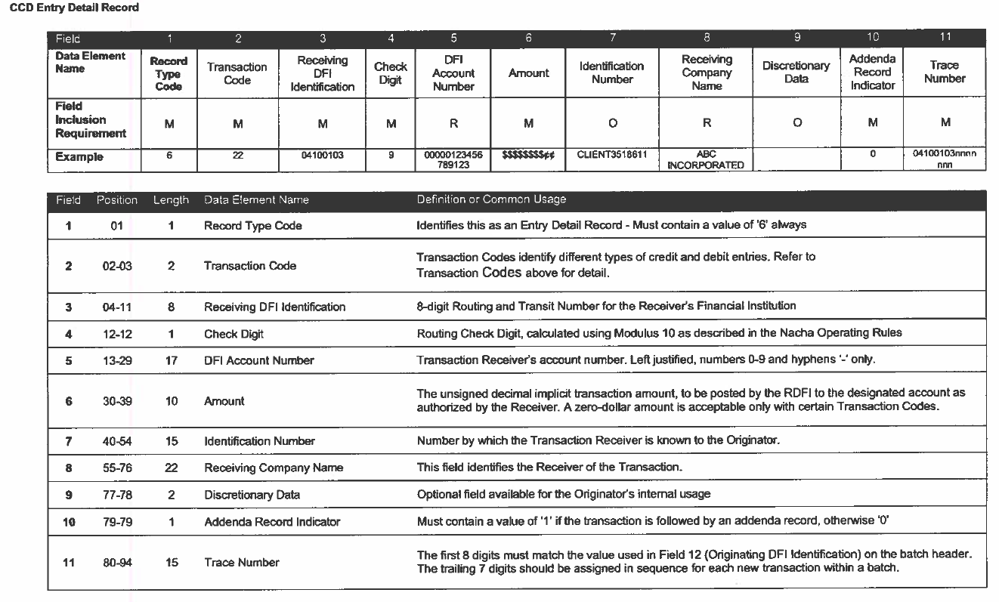 CCD Entry Detail Record
Field 1 2 3 4 5 6 7 8 9 10 11
Data Element Name Record Type Code Transaction Code Receiving DFI Identification Check Digit DFI Account Number Amount Identification Number Receiving Company Name Discretionary Data Addenda Record Indicator Trace Number
Field Inclusion Requirement M M M M R M O R O M M
Example 6 22 04100103 9 00000123456 789123 $$$$$$$$¢¢ CLIENT3518611 ABC INCORPORATED 0 04100103nnnn nnn
Field Position Length Data Element Name Definition or Common Usage
1 01 1 Record Type Code Identifies this as an Entry Detail Record - Must contain a value of '6' always
2 02-03 2 Transaction Code Transaction Codes identify different types of credit and debit entries. Refer to
Transaction Codes above for detail.
3 04-11 8 Receiving DFI Identification 8-digit Routing and Transit Number for the Receiver's Financial Institution
4 12-12 1 Check Digit Routing Check Digit, calculated using Modulus 10 as described in the Nacha Operating Rules
5 13-29 17 DFI Account Number Transaction Receiver's account number. Left justified, numbers 0-9 and hyphens '-' only.
6 30-39 10 Amount The unsigned decimal implicit transaction amount, to be posted by the RDFI to the designated account as
authorized by the Receiver. A zero-dollar amount is acceptable only with certain Transaction Codes.
7 40-54 15 Identification Number Number by which the Transaction Receiver is known to the Originator.
8 55-76 22 Receiving Company Name This field identifies the Receiver of the Transaction.
9 77-78 2 Discretionary Data Optional field available for the Originator's internal usage
10 79-79 1 Addenda Record Indicator Must contain a value of '1' if the transaction is followed by an addenda record, otherwise '0'
11 80-94 15 Trace Number The first 8 digits must match the value used in Field 12 (Originating DFI Identification) on the batch header.
The trailing 7 digits should be assigned in sequence for each new transaction within a batch.